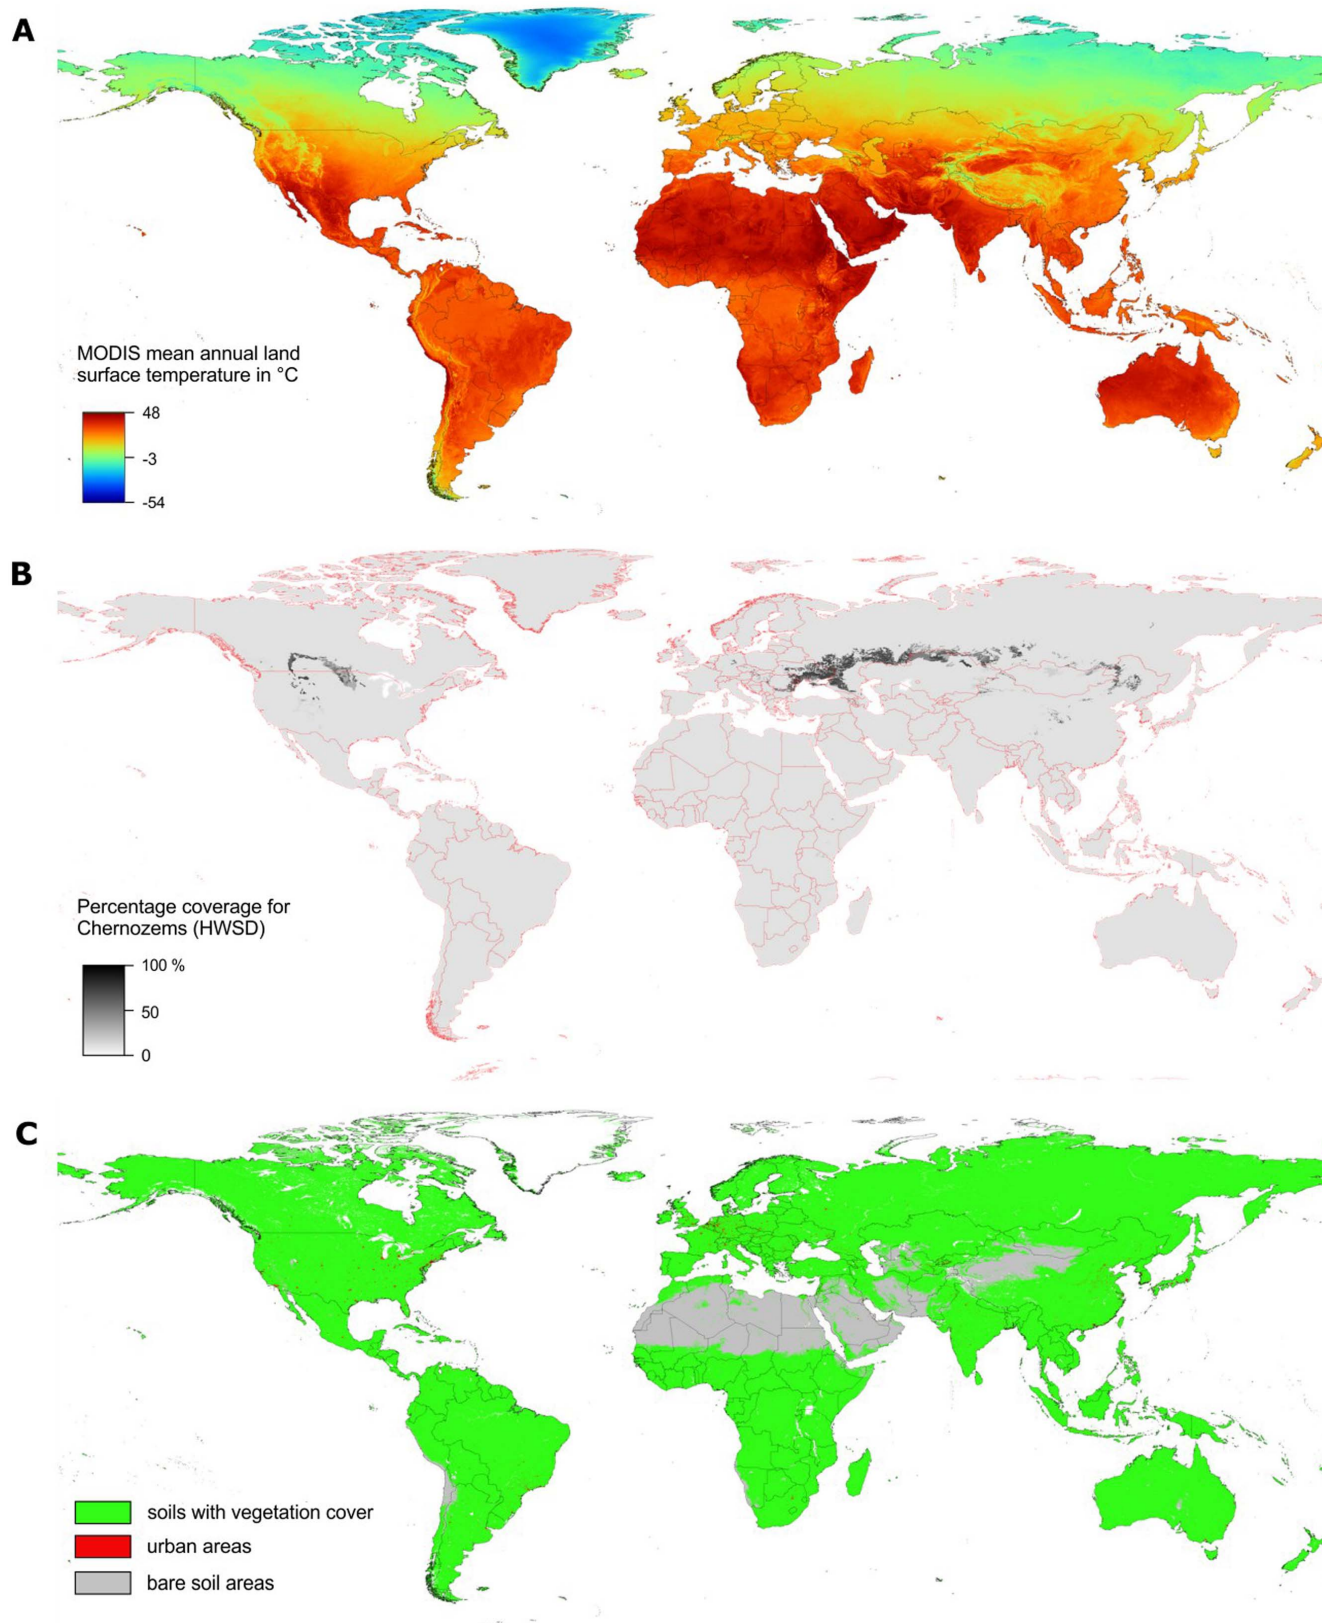 A
MODIS mean annual land
surface temperature in °C
48
-3
-54
B
Percentage coverage for
Chernozems (HWSD)
100 %
50
0
C
soils with vegetation cover
urban areas
bare soil areas